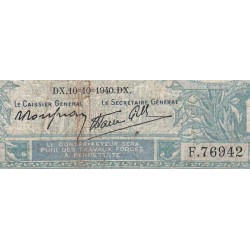 DX.10=10=1940.DX.
LE CAISSIER GÉNÉRAL LE SECRÉTAIRE GÉNÉRAL
LE CONTREFACTEUR SERA
PUNI DES TRAVAUX FORCÉS
À PERPÉTUITÉ
F.76942